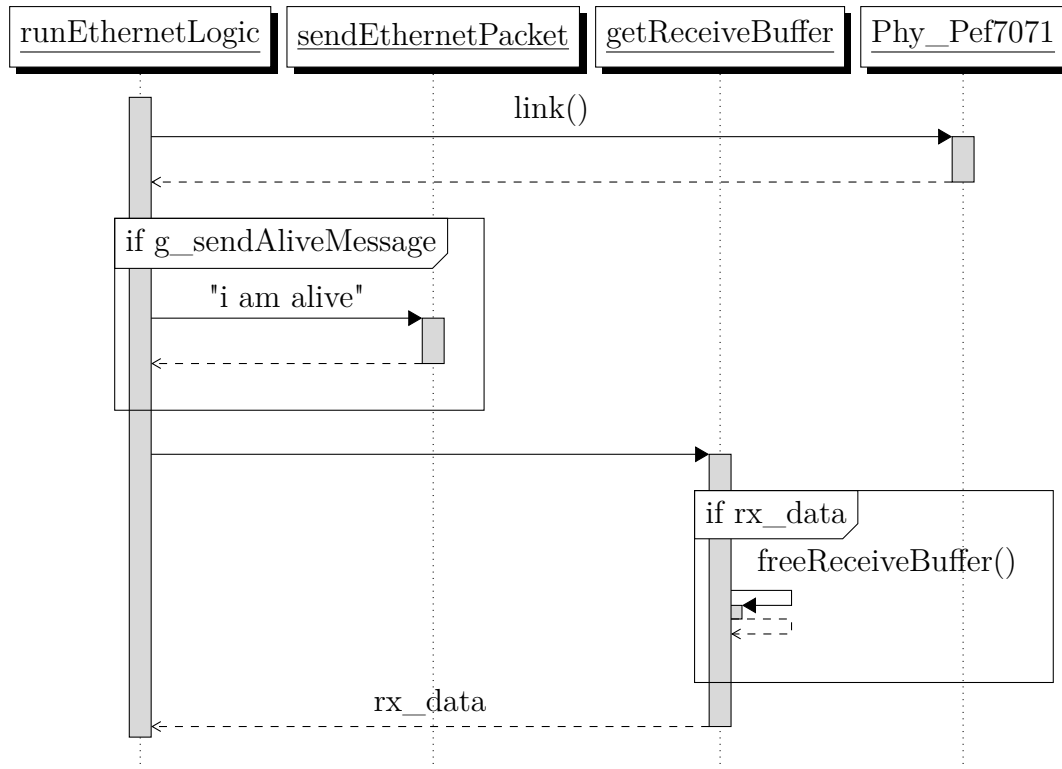 runEthernetLogic
sendEthernetPacket
getReceiveBuffer
Phy_Pef7071
link()
if g_sendAliveMessage
"i am alive"
if rx_data
freeReceiveBuffer()
rx_data